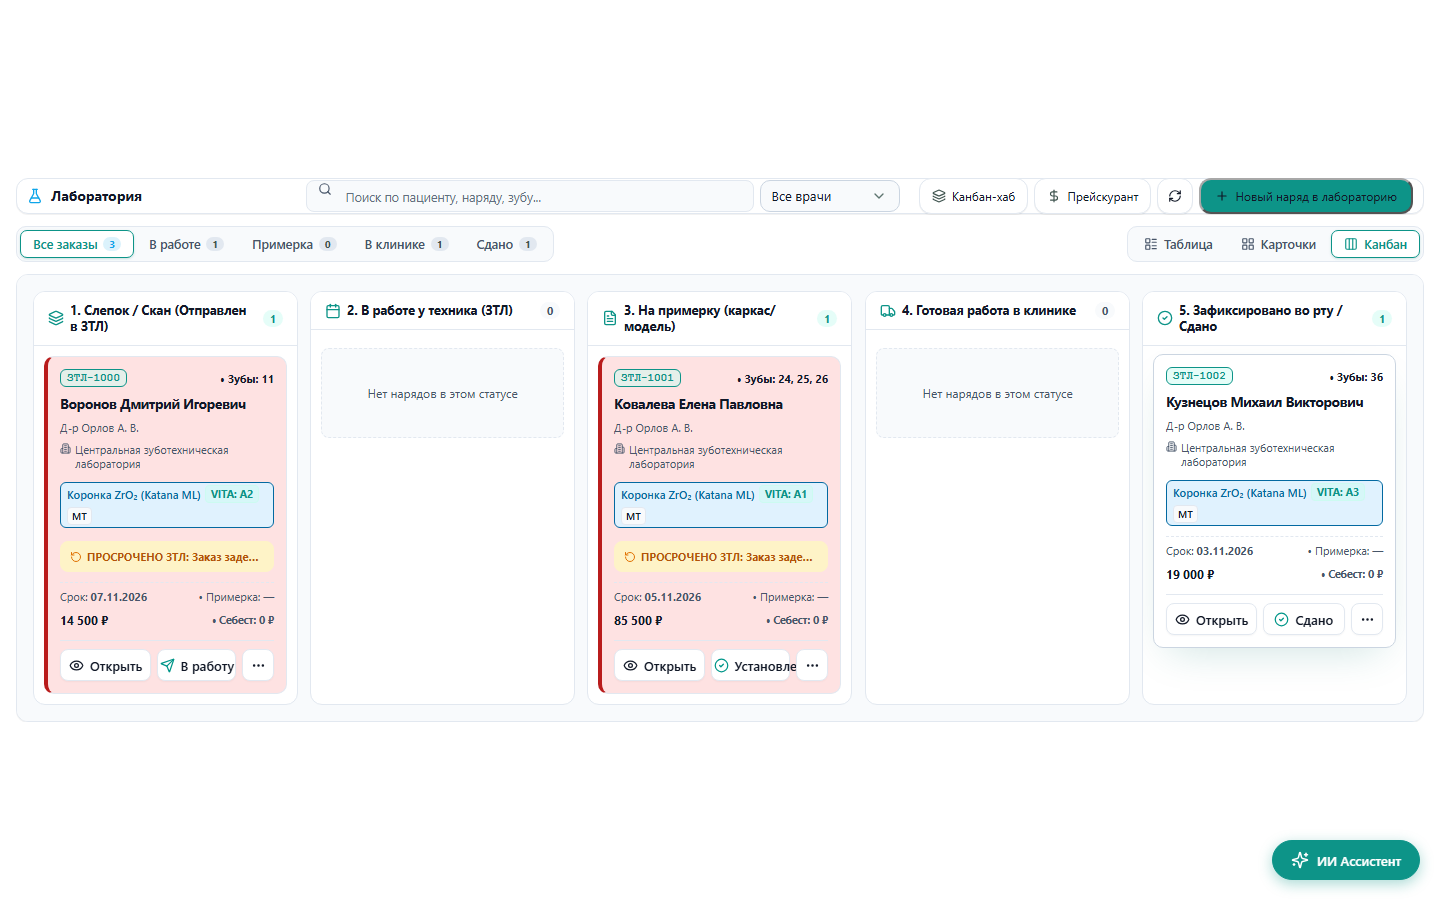 Лаборатория
Поиск по пациенту, наряду, зубу...
Все врачи
Канбан-хаб
Прейскурант
Новый наряд в лабораторию
Все заказы 3
В работе 1
Примерка 0
В клинике 1
Сдано 1
Таблица
Карточки
Канбан
1. Слепок / Скан (Отправлен
в ЗТЛ)
1
ЗТЛ-1000
• Зубы: 11
Воронов Дмитрий Игоревич
Д-р Орлов А. В.
Центральная зуботехническая
лаборатория
Коронка ZrO₂ (Katana ML) VITA: A2
МТ
ПРОСРОЧЕНО ЗТЛ: Заказ заде...
Срок: 07.11.2026
• Примерка: —
14 500 ₽
• Себест: 0 ₽
Открыть
В работу
2. В работе у техника (ЗТЛ)
0
Нет нарядов в этом статусе
3. На примерку (каркас/
модель)
1
ЗТЛ-1001
• Зубы: 24, 25, 26
Ковалева Елена Павловна
Д-р Орлов А. В.
Центральная зуботехническая
лаборатория
Коронка ZrO₂ (Katana ML) VITA: A1
МТ
ПРОСРОЧЕНО ЗТЛ: Заказ заде...
Срок: 05.11.2026
• Примерка: —
85 500 ₽
• Себест: 0 ₽
Открыть
Установле
4. Готовая работа в клинике
0
Нет нарядов в этом статусе
5. Зафиксировано во рту /
Сдано
1
ЗТЛ-1002
• Зубы: 36
Кузнецов Михаил Викторович
Д-р Орлов А. В.
Центральная зуботехническая
лаборатория
Коронка ZrO₂ (Katana ML) VITA: A3
МТ
Срок: 03.11.2026
• Примерка: —
19 000 ₽
• Себест: 0 ₽
Открыть
Сдано
ИИ Ассистент